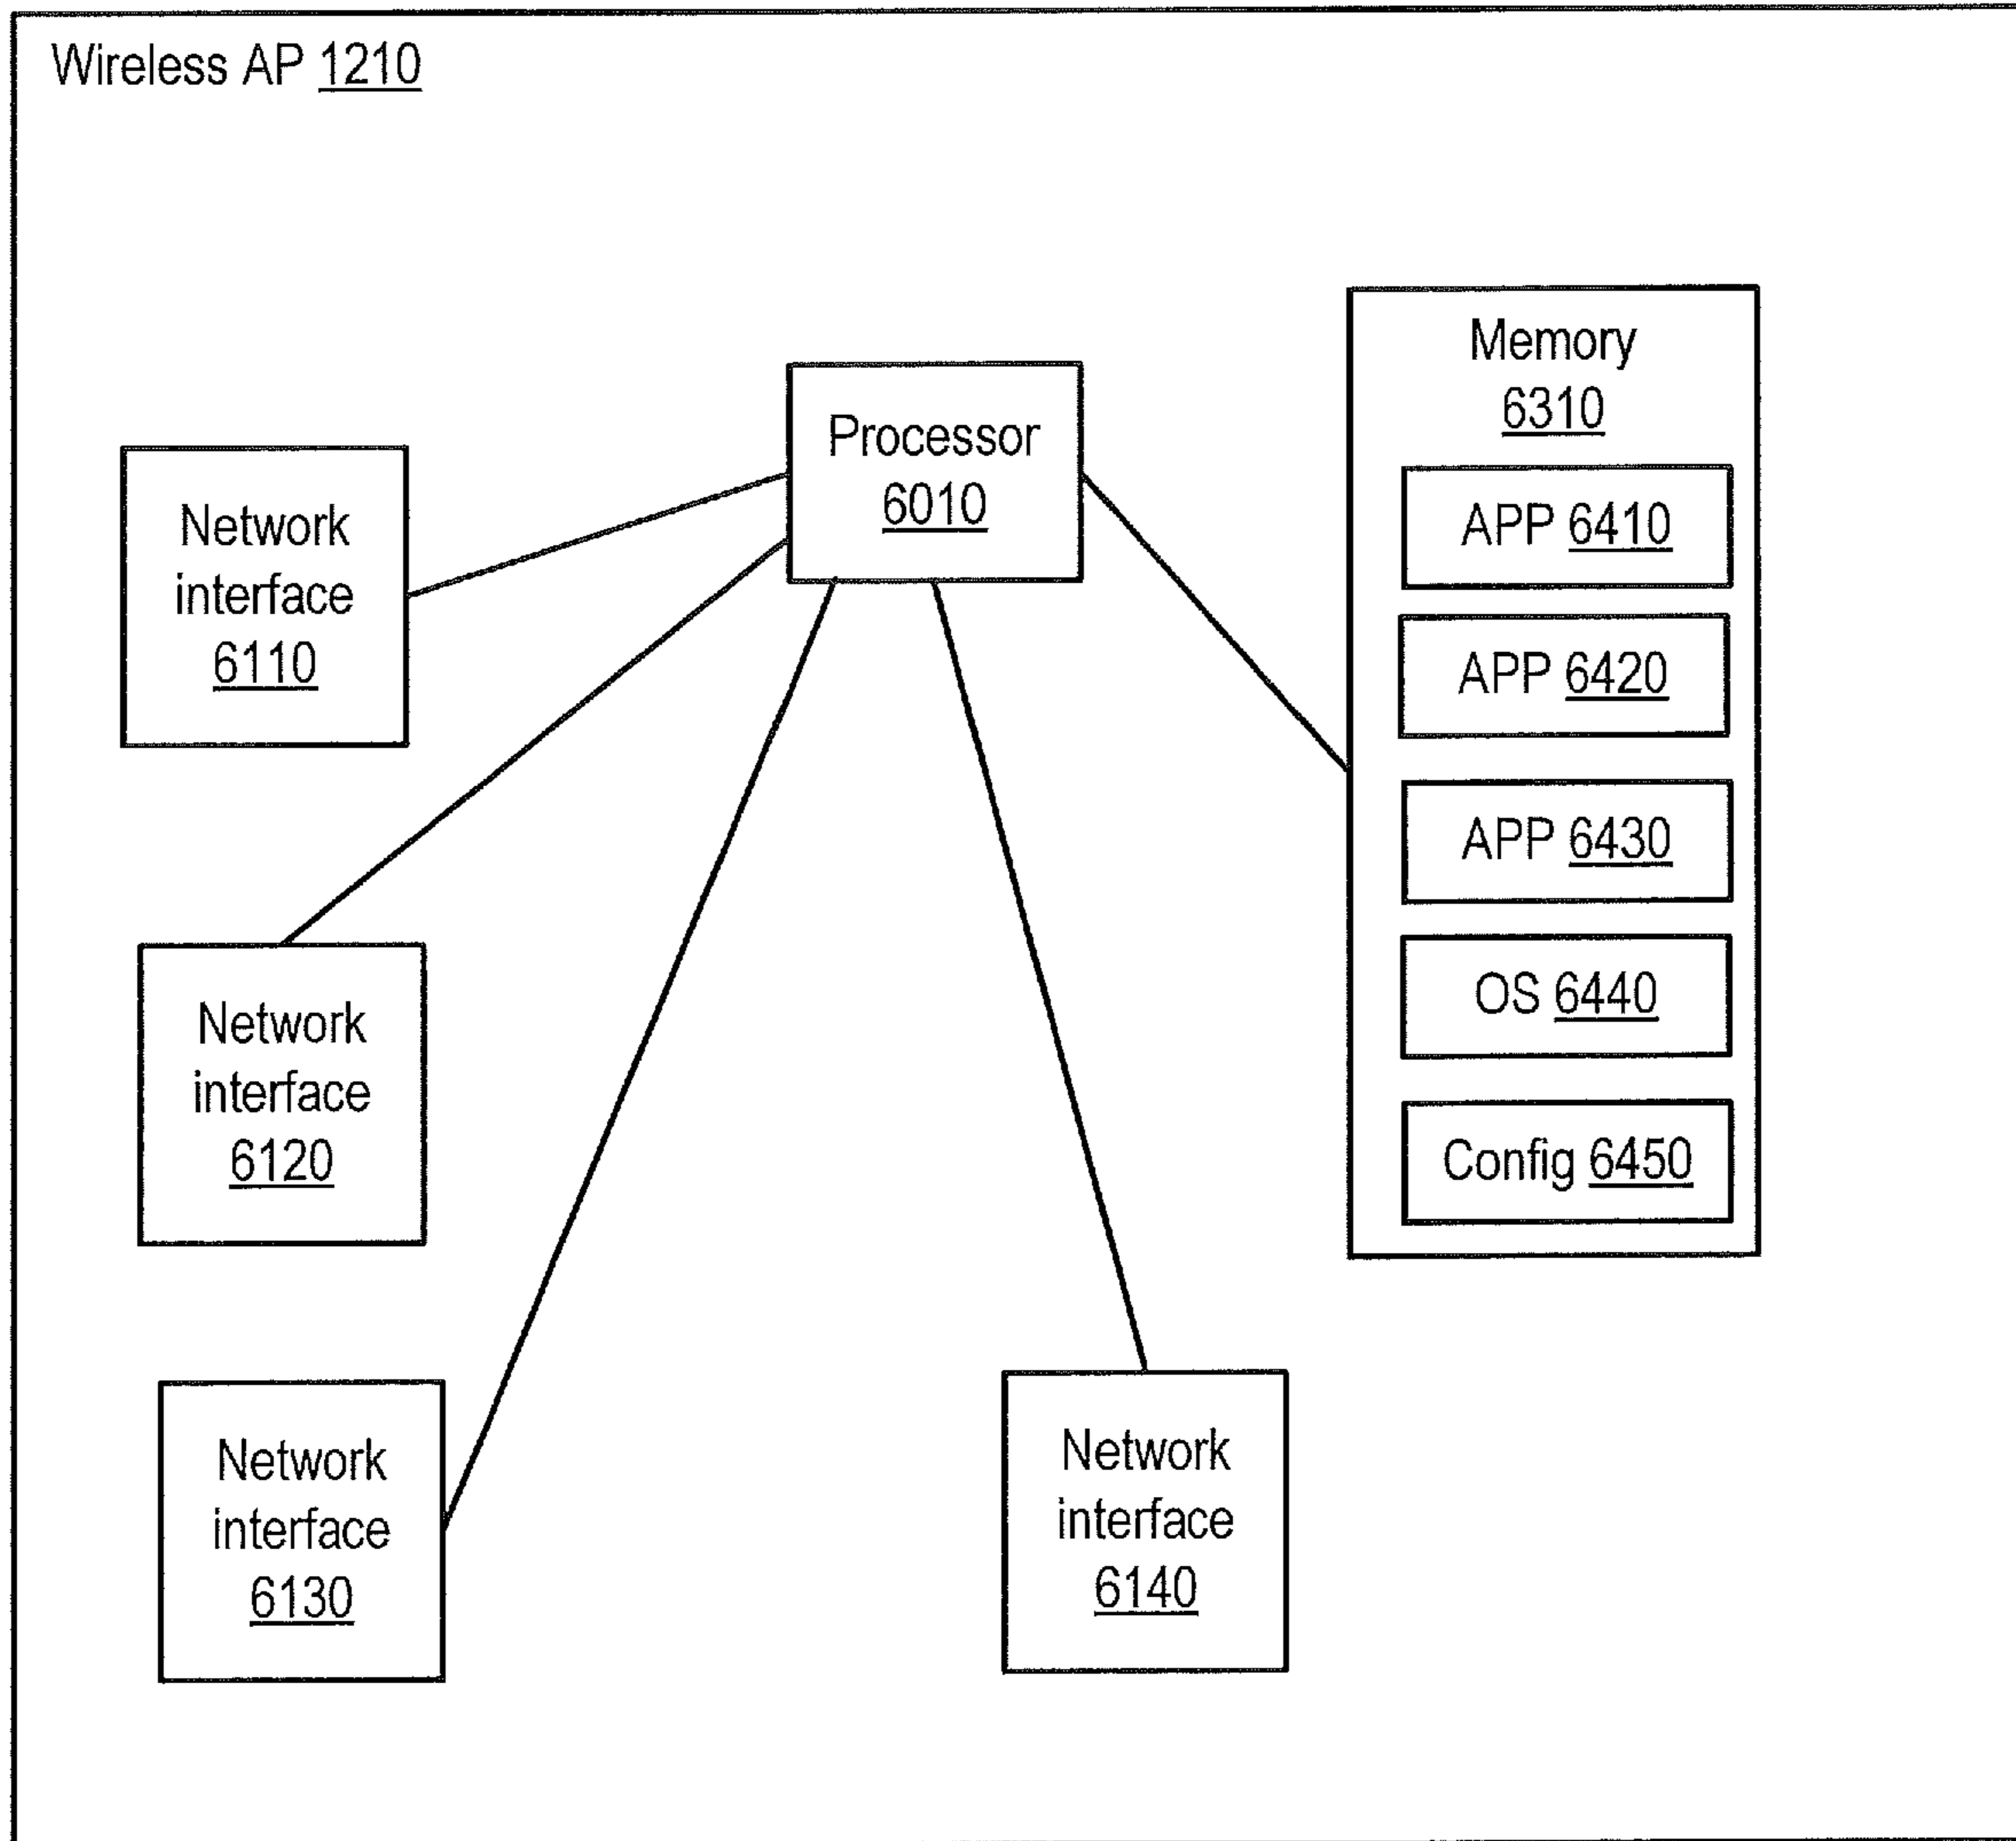 Wireless AP 1210
Memory
6310
Processor
6010
APP 6410
Network
interface
6110
APP 6420
APP 6430
OS 6440
Network
interface
6120
Config 6450
Network
interface
6130
Network
interface
6140